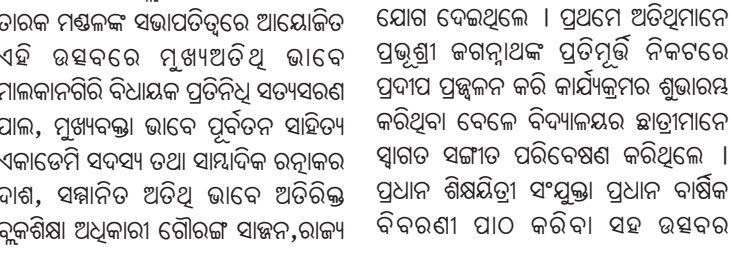 ତାରକ ମଣ୍ଡଳଙ୍କ ସଭାପତିତ୍ୱରେ ଆୟୋଜିତ
ଏହି ଉତ୍ସବରେ ମୁଖ୍ୟଅତିଥି ଭାବେ
ମାଲକାନଗିରି ବିଧାୟକ ପ୍ରତିନିଧି ସତ୍ୟସରଣ
ପାଲ, ମୁଖ୍ୟବକ୍ତା ଭାବେ ପୂର୍ବତନ ସାହିତ୍ୟ
ଏକାଡେମି ସଦସ୍ୟ ତଥା ସାମ୍ବାଦିକ ରତ୍ନାକର
ଦାଶ, ସମ୍ମାନିତ ଅତିଥି ଭାବେ ଅତିରିକ୍ତ
ବ୍ଲକଶିକ୍ଷା ଅଧିକାରୀ ଗୌରଙ୍ଗ ସାଜ୍ଜନ,ରାଜ୍ୟ
ଯୋଗ ଦେଇଥିଲେ । ପ୍ରଥମେ ଅତିଥିମାନେ
ପ୍ରଭୂଶ୍ରୀ ଜଗନ୍ନାଥଙ୍କ ପ୍ରତିମୂର୍ତ୍ତି ନିକଟରେ
ପ୍ରଦୀପ ପ୍ରଜ୍ଜ୍ୱଳନ କରି କାର୍ଯ୍ୟକ୍ରମର ଶୁଭାରମ୍ଭ
କରିଥିବା ବେଳେ ବିଦ୍ୟାଳୟର ଛାତ୍ରୀମାନେ
ସ୍ୱାଗତ ସଙ୍ଗୀତ ପରିବେଷଣ କରିଥିଲେ ।
ପ୍ରଧାନ ଶିକ୍ଷୟିତ୍ରୀ ସଂଯୁକ୍ତା ପ୍ରଧାନ ବାର୍ଷିକ
ବିବରଣୀ ପାଠ କରିବା ସହ ଉତ୍ସବର